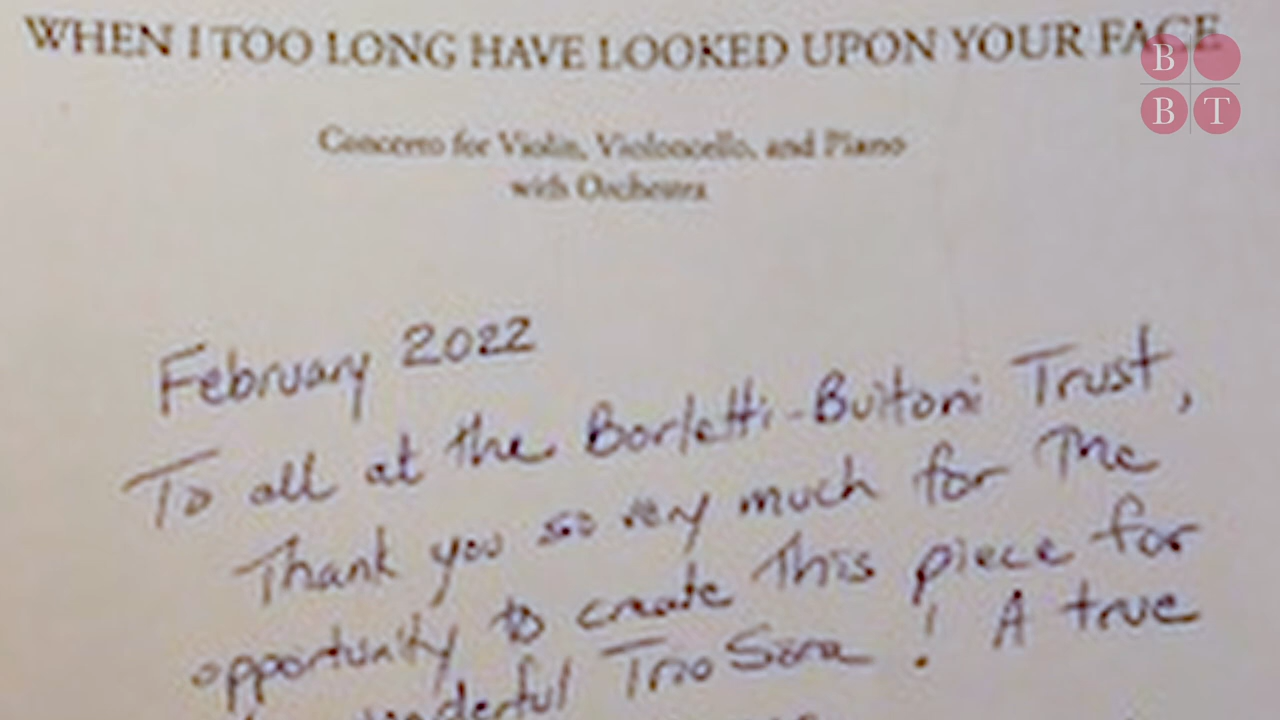 WHEN I TOO LONG HAVE LOOKED UPON YOUR FACE
B
B T
Concerto for Violin, Violoncello, and Piano
with Orchestra
February 2022
To all at the Borletti-Buitoni Trust,
Thank you so very much for the
opportunity to create this piece for
wonderful Trio Sōra! A true